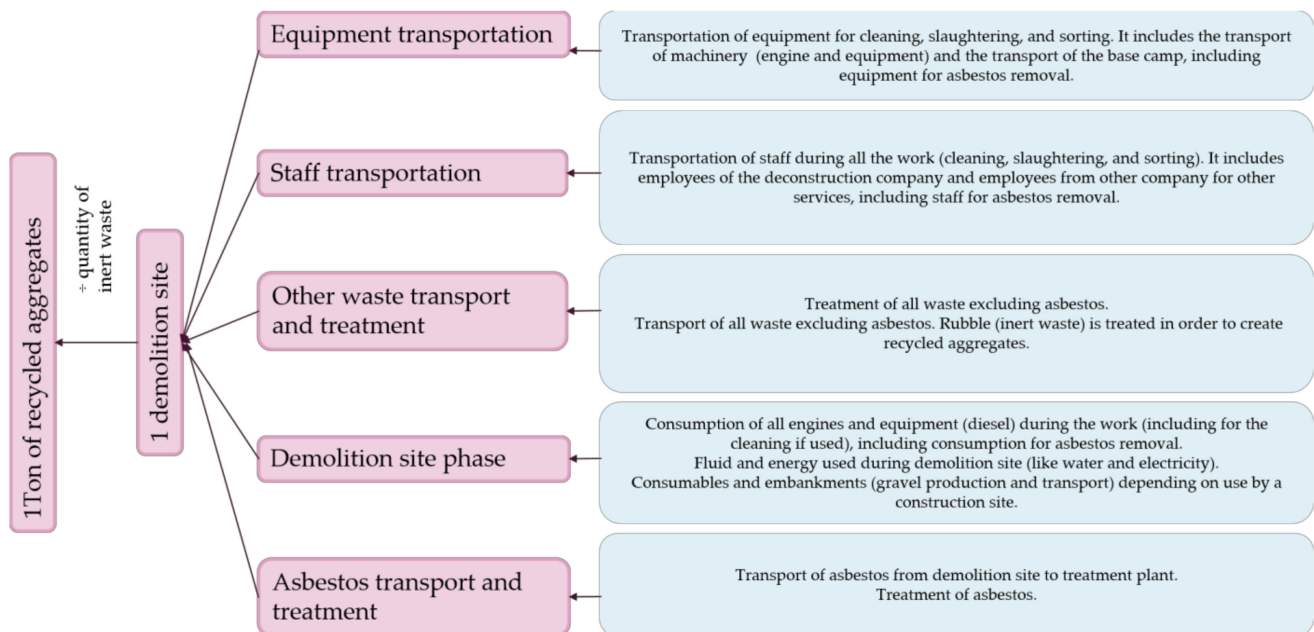 Equipment transportation
Transportation of equipment for cleaning, slaughtering, and sorting. It includes the transport
of machinery (engine and equipment) and the transport of the base camp, including
equipment for asbestos removal.
Staff transportation
Transportation of staff during all the work (cleaning, slaughtering, and sorting). It includes
employees of the deconstruction company and employees from other company for other
services, including staff for asbestos removal.
1Ton of recycled aggregates
÷ quantity of
inert waste
1 demolition site
Other waste transport
and treatment
Treatment of all waste excluding asbestos.
Transport of all waste excluding asbestos. Rubble (inert waste) is treated in order to create
recycled aggregates.
Demolition site phase
Consumption of all engines and equipment (diesel) during the work (including for the
cleaning if used), including consumption for asbestos removal.
Fluid and energy used during demolition site (like water and electricity).
Consumables and embankments (gravel production and transport) depending on use by a
construction site.
Asbestos transport and
treatment
Transport of asbestos from demolition site to treatment plant.
Treatment of asbestos.